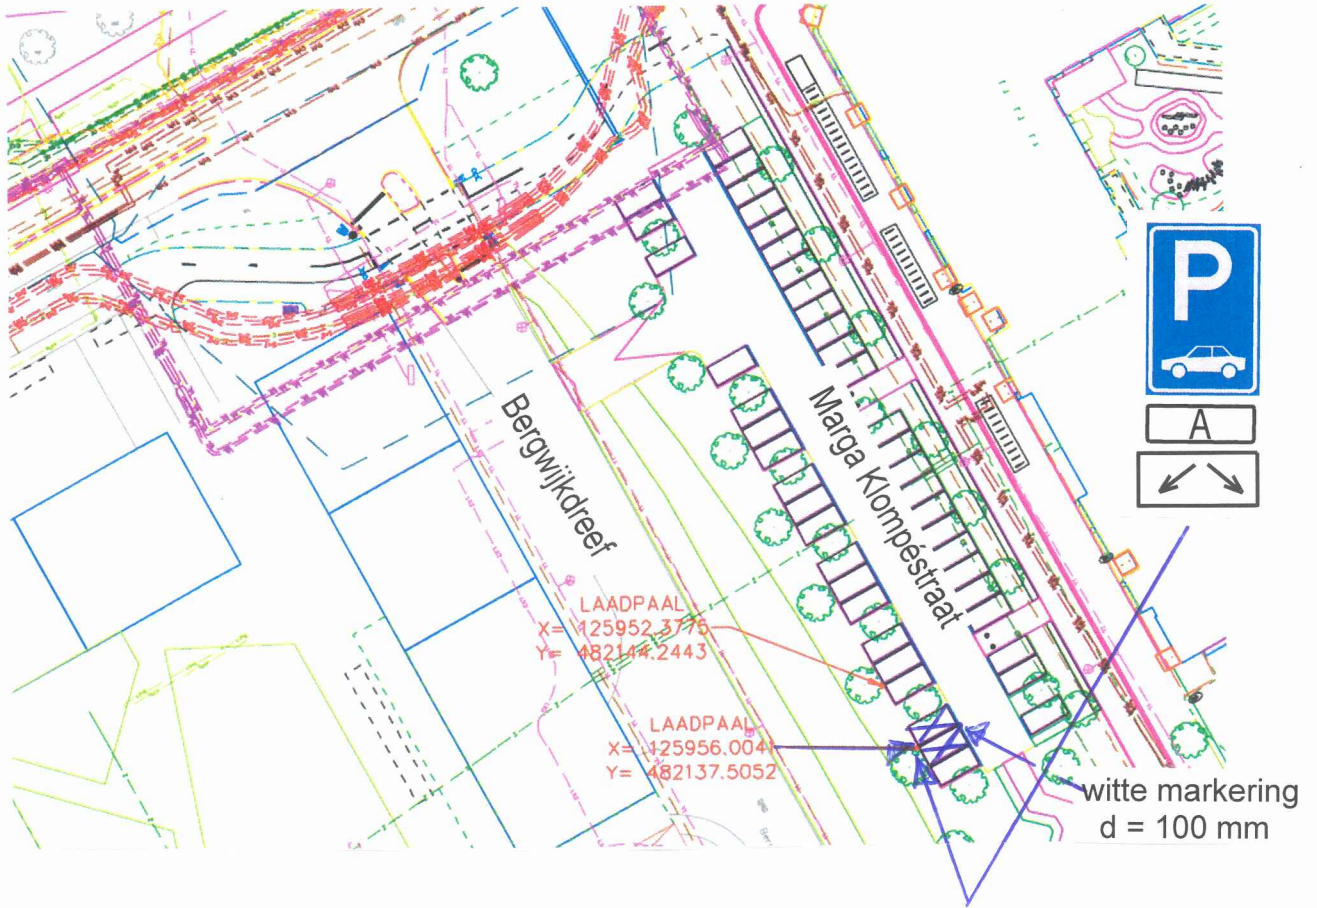 P
A
Bergwijkdreef
Marga Klompéstraat
LAADPAAL
X= 125952.3775
Y= 482144.2443
LAADPAAL
X= 125956.0041
Y= 482137.5052
witte markering
d = 100 mm